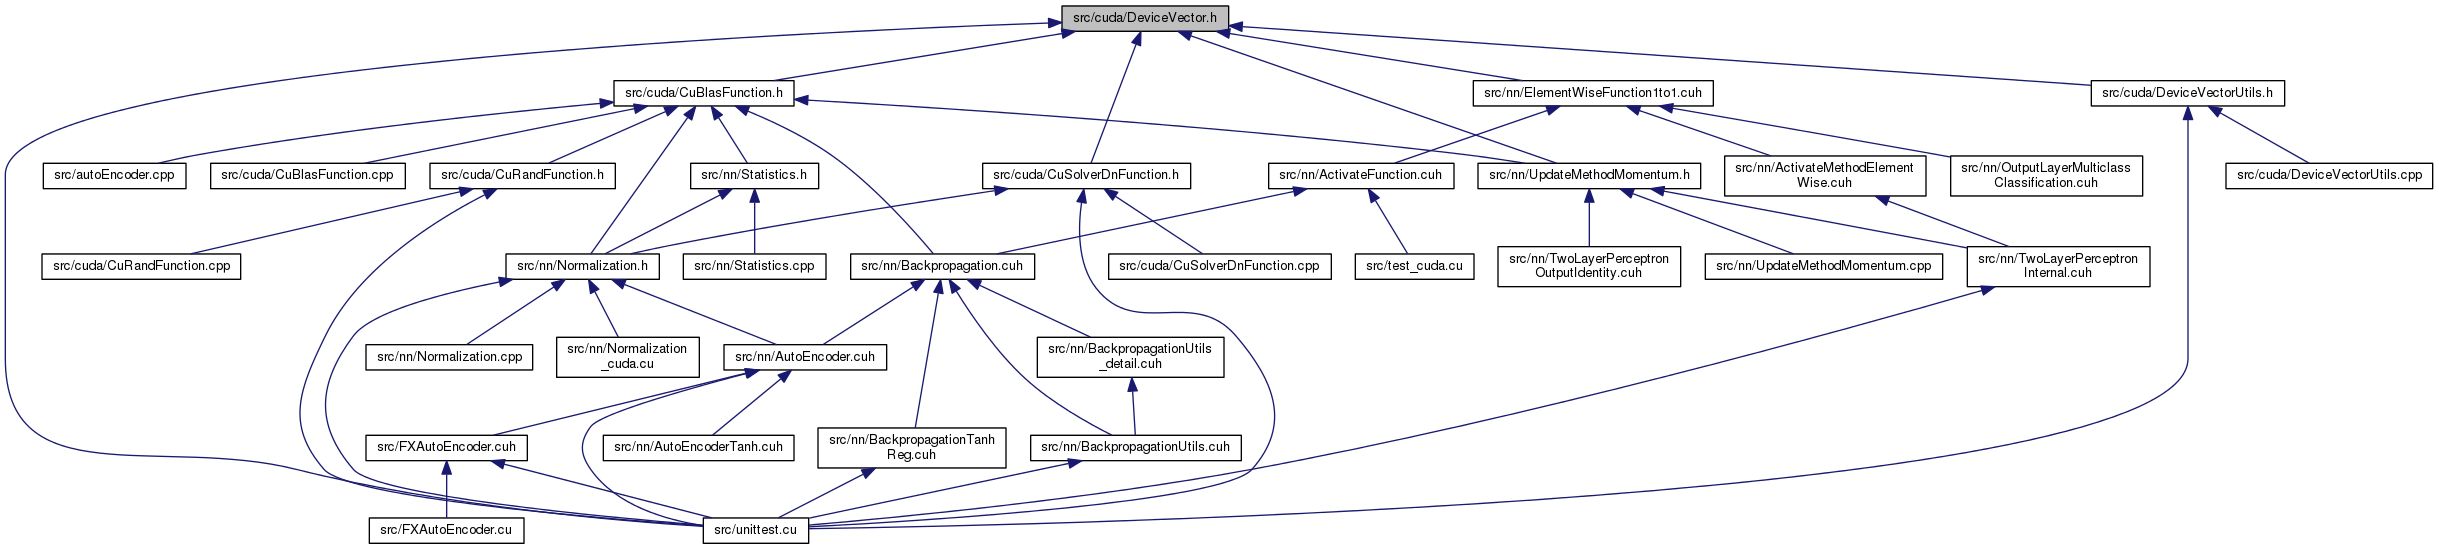 src/cuda/DeviceVector.h
src/cuda/CuBlasFunction.h
src/nn/ElementWiseFunction1to1.cuh
src/cuda/DeviceVectorUtils.h
src/autoEncoder.cpp
src/cuda/CuBlasFunction.cpp
src/cuda/CuRandFunction.h
src/nn/Statistics.h
src/cuda/CuSolverDnFunction.h
src/nn/ActivateFunction.cuh
src/nn/UpdateMethodMomentum.h
src/nn/ActivateMethodElement
Wise.cuh
src/nn/OutputLayerMulticlass
Classification.cuh
src/cuda/DeviceVectorUtils.cpp
src/cuda/CuRandFunction.cpp
src/nn/Normalization.h
src/nn/Statistics.cpp
src/nn/Backpropagation.cuh
src/cuda/CuSolverDnFunction.cpp
src/test_cuda.cu
src/nn/TwoLayerPerceptron
OutputIdentity.cuh
src/nn/UpdateMethodMomentum.cpp
src/nn/TwoLayerPerceptron
Internal.cuh
src/nn/Normalization.cpp
src/nn/Normalization
_cuda.cu
src/nn/AutoEncoder.cuh
src/nn/BackpropagationUtils
_detail.cuh
src/FXAutoEncoder.cuh
src/nn/AutoEncoderTanh.cuh
src/nn/BackpropagationTanh
Reg.cuh
src/nn/BackpropagationUtils.cuh
src/FXAutoEncoder.cu
src/unittest.cu